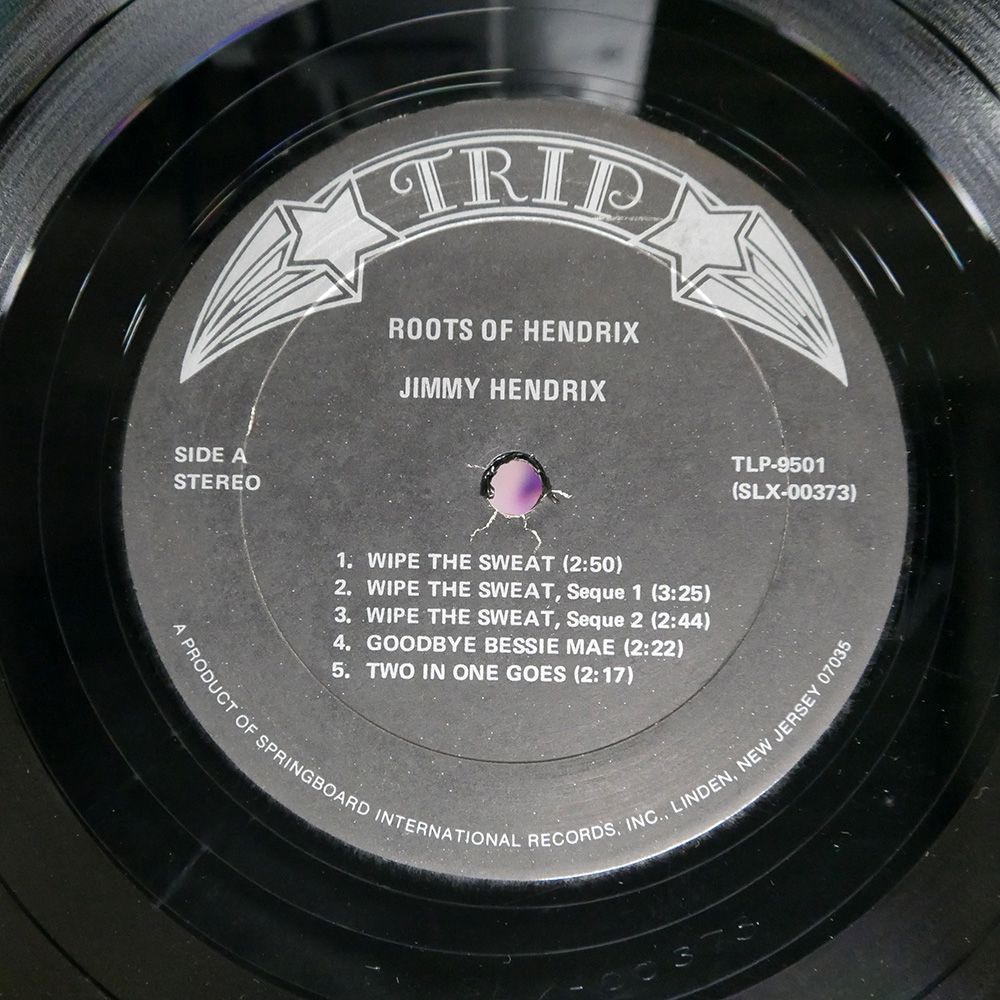 TRIP
ROOTS OF HENDRIX
JIMMY HENDRIX
SIDE A
STEREO
TLP-9501
(SLX-00373)
1. WIPE THE SWEAT (2:50)
2. WIPE THE SWEAT, Seque 1 (3:25)
3. WIPE THE SWEAT, Seque 2 (2:44)
4. GOODBYE BESSIE MAE (2:22)
5. TWO IN ONE GOES (2:17)
A PRODUCT OF SPRINGBOARD INTERNATIONAL RECORDS, INC., LINDEN, NEW JERSEY 07035